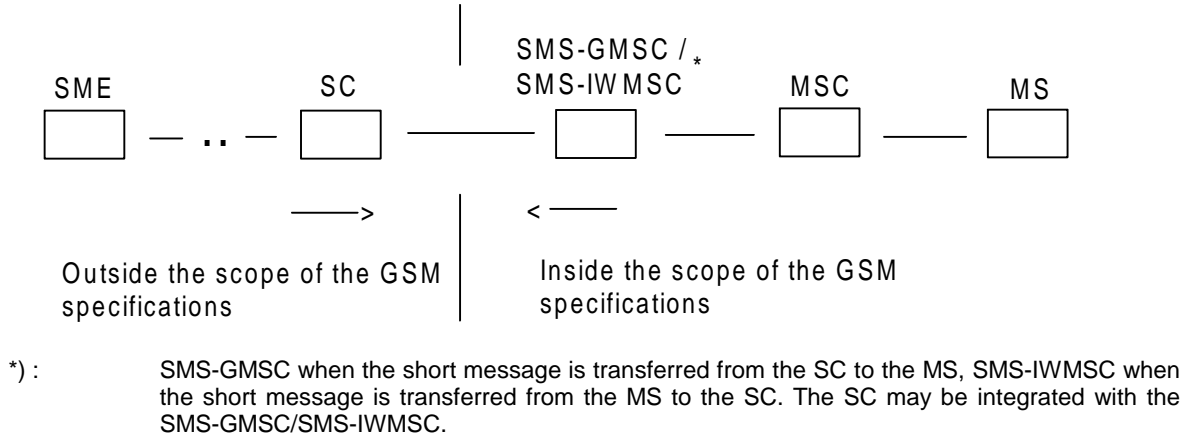 SMS-GMSC / *
SME SC SMS-IWMSC MSC MS
. .
> <
Outside the scope of the GSM Inside the scope of the GSM
specifications specifications
*) : SMS-GMSC when the short message is transferred from the SC to the MS, SMS-IWMSC when
the short message is transferred from the MS to the SC. The SC may be integrated with the
SMS-GMSC/SMS-IWMSC.